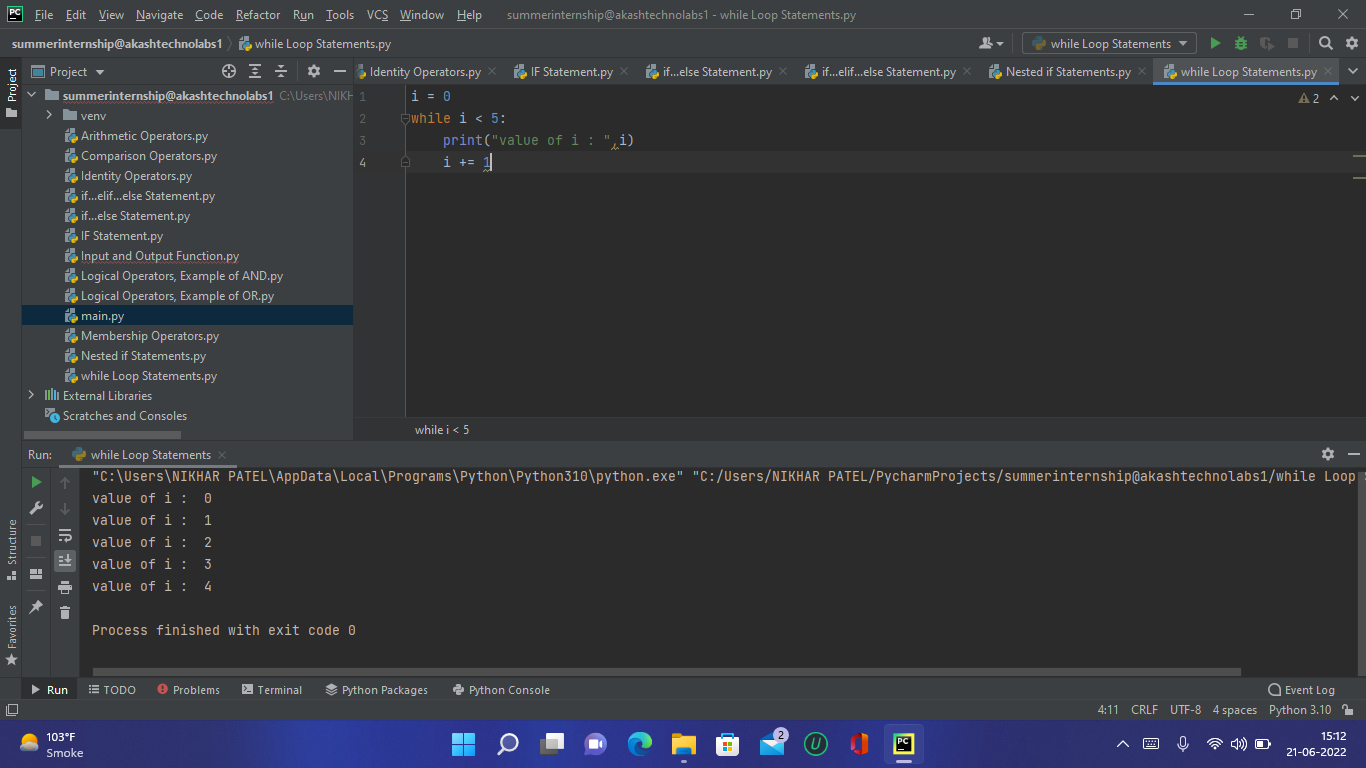 PC File Edit View Navigate Code Refactor Run Tools VCS Window Help summerinternship@akashtechnolabs1 - while Loop Statements.py
summerinternship@akashtechnolabs1 while Loop Statements.py while Loop Statements
Project
Project Identity Operators.py IF Statement.py if...else Statement.py if...elif...else Statement.py Nested if Statements.py while Loop Statements.py
summerinternship@akashtechnolabs1 C:\Users\NIKH
venv
Arithmetic Operators.py
Comparison Operators.py
Identity Operators.py
if...elif...else Statement.py
if...else Statement.py
IF Statement.py
Input and Output Function.py
Logical Operators, Example of AND.py
Logical Operators, Example of OR.py
main.py
Membership Operators.py
Nested if Statements.py
while Loop Statements.py
External Libraries
Scratches and Consoles
1 i = 0
2
2 while i < 5:
3 print("value of i : ",i)
4 i += 1
while i < 5
Run: while Loop Statements
"C:\Users\NIKHAR PATEL\AppData\Local\Programs\Python\Python310\python.exe" "C:/Users/NIKHAR PATEL/PycharmProjects/summerinternship@akashtechnolabs1/while Loop
value of i :  0
value of i :  1
value of i :  2
value of i :  3
value of i :  4
Process finished with exit code 0
Structure
Favorites
Run TODO Problems Terminal Python Packages Python Console Event Log
4:11 CRLF UTF-8 4 spaces Python 3.10
103°F
Smoke
2
U
PC
15:12
21-06-2022